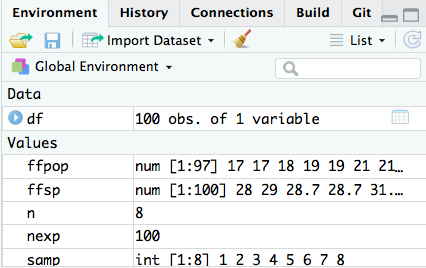 Environment History Connections Build Git
Import Dataset List
Global Environment
Data
df 100 obs. of 1 variable
Values
ffpop num [1:97] 17 17 18 19 19 21 21…
ffsp num [1:100] 28 29 28.7 28.7 31.…
n 8
nexp 100
samp int [1:8] 1 2 3 4 5 6 7 8